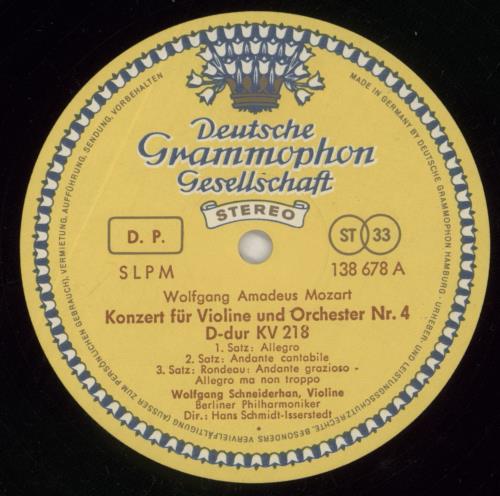 Deutsche
Grammophon
Gesellschaft
STEREO
D. P.
ST 33
SLPM
138 678 A
Wolfgang Amadeus Mozart
Konzert für Violine und Orchester Nr. 4
D-dur KV 218
1. Satz: Allegro
2. Satz: Andante cantabile
3. Satz: Rondeau: Andante grazioso -
Allegro ma non troppo
Wolfgang Schneiderhan, Violine
Berliner Philharmoniker
Dir.: Hans Schmidt-Isserstedt
MADE IN GERMANY BY DEUTSCHE GRAMMOPHON HAMBURG · URHEBER- UND LEISTUNGSSCHUTZRECHTE, BESONDERS VERVIELFÄLTIGUNG (AUSSER ZUM PERSÖNLICHEN GEBRAUCH), VERMIETUNG, AUFFÜHRUNG, SENDUNG, VORBEHALTEN